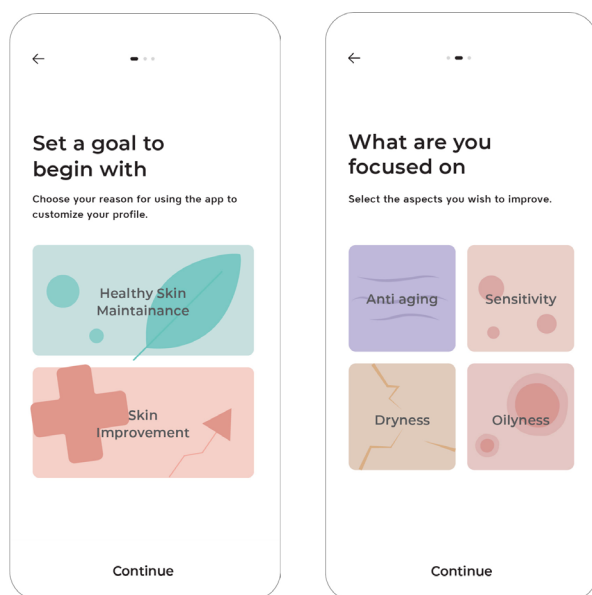 Set a goal to
begin with
Choose your reason for using the app to
customize your profile.
Healthy Skin
Maintainance
Skin
Improvement
Continue
What are you
focused on
Select the aspects you wish to improve.
Anti aging
Sensitivity
Dryness
Oilyness
Continue